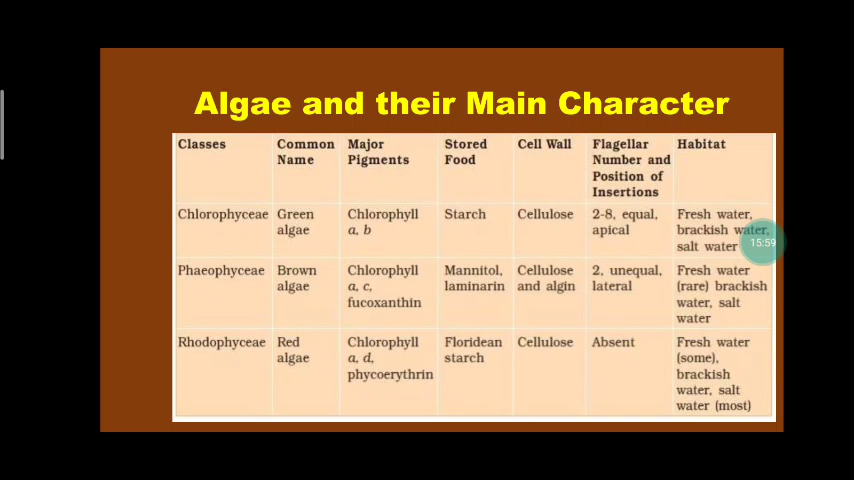 Algae and their Main Character
Classes Common Name Major Pigments Stored Food Cell Wall Flagellar Number and Position of Insertions Habitat
Chlorophyceae Green algae Chlorophyll a, b Starch Cellulose 2-8, equal, apical Fresh water, brackish water, salt water
15:59
Phaeophyceae Brown algae Chlorophyll a, c, fucoxanthin Mannitol, laminarin Cellulose and algin 2, unequal, lateral Fresh water (rare) brackish water, salt water
Rhodophyceae Red algae Chlorophyll a, d, phycoerythrin Floridean starch Cellulose Absent Fresh water (some), brackish water, salt water (most)